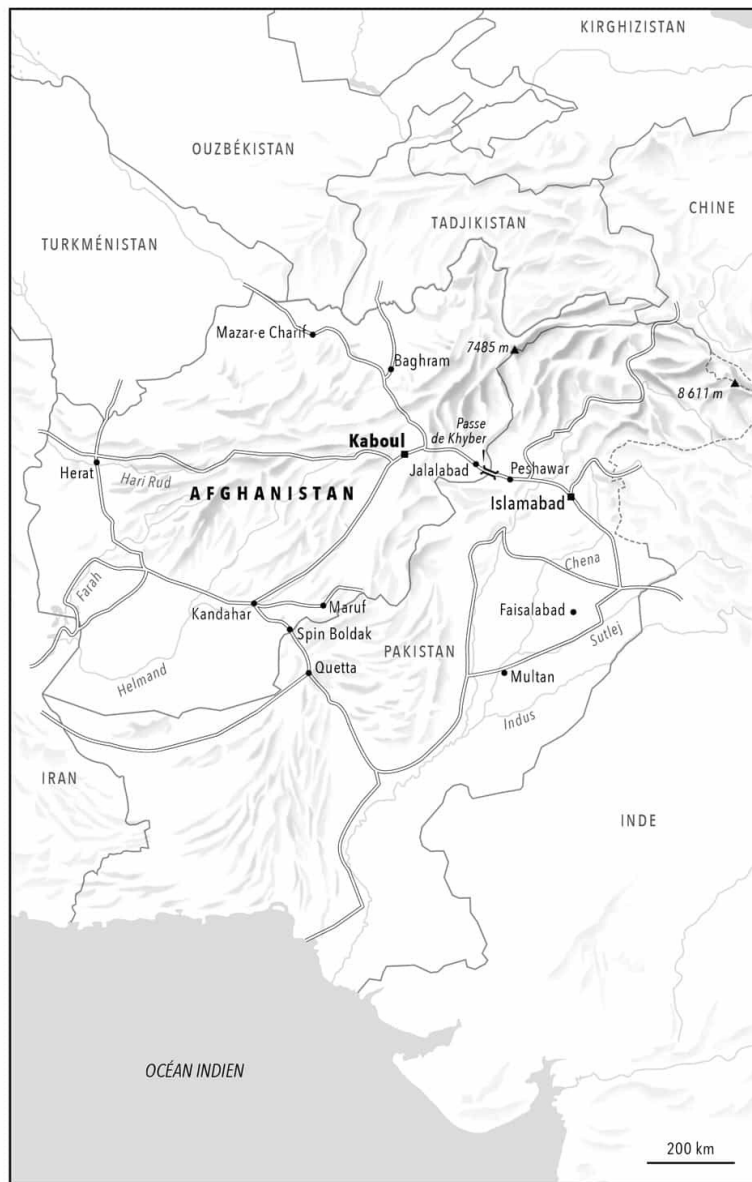 KIRGHIZISTAN
OUZBÉKISTAN
CHINE
TADJIKISTAN
TURKMÉNISTAN
Mazar-e Charif
7485 m
Baghram
8 611 m
Passe
de Khyber
Kaboul
Jalalabad
Peshawar
Herat
Hari Rud
AFGHANISTAN
Islamabad
Chena
Farah
Kandahar
Maruf
Faisalabad
Spin Boldak
Sutlej
PAKISTAN
Quetta
Multan
Helmand
Indus
IRAN
INDE
OCÉAN INDIEN
200 km